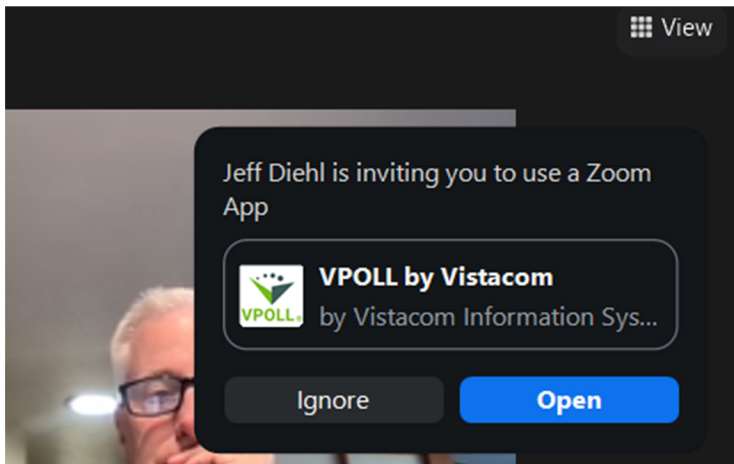 View
Jeff Diehl is inviting you to use a Zoom
App
VPOLL by Vistacom
VPOLL®
by Vistacom Information Sys...
Ignore
Open